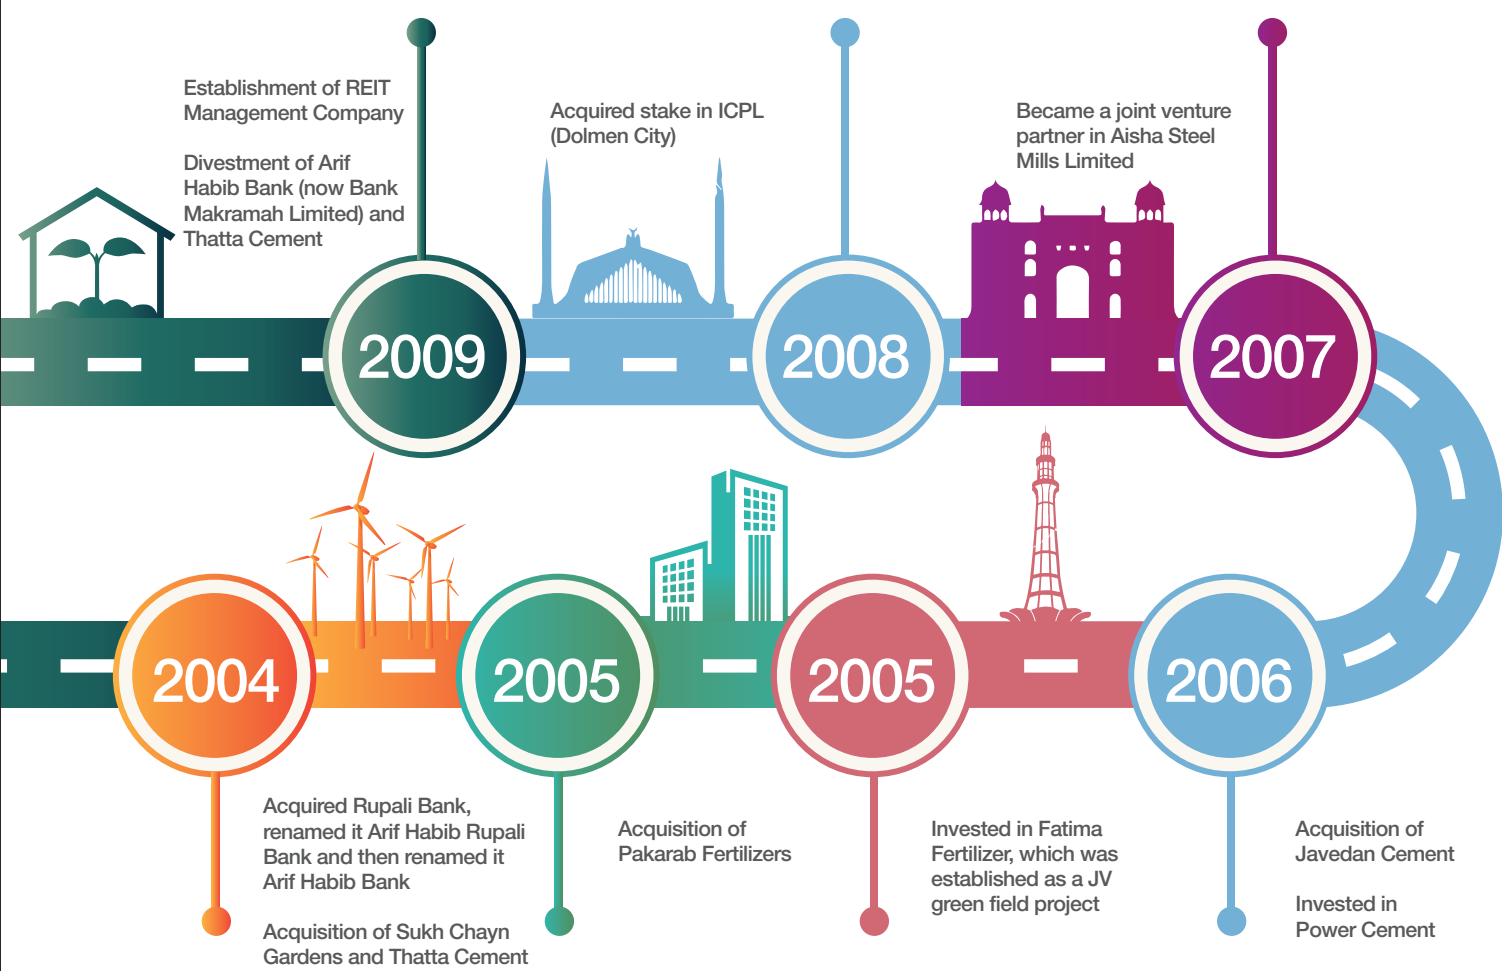 Establishment of REIT
Management Company
Divestment of Arif
Habib Bank (now Bank
Makramah Limited) and
Thatta Cement
2009
Acquired stake in ICPL
(Dolmen City)
2008
Became a joint venture
partner in Aisha Steel
Mills Limited
2007
2004
Acquired Rupali Bank,
renamed it Arif Habib Rupali
Bank and then renamed it
Arif Habib Bank
Acquisition of Sukh Chayn
Gardens and Thatta Cement
2005
Acquisition of
Pakarab Fertilizers
2005
Invested in Fatima
Fertilizer, which was
established as a JV
green field project
2006
Acquisition of
Javedan Cement
Invested in
Power Cement